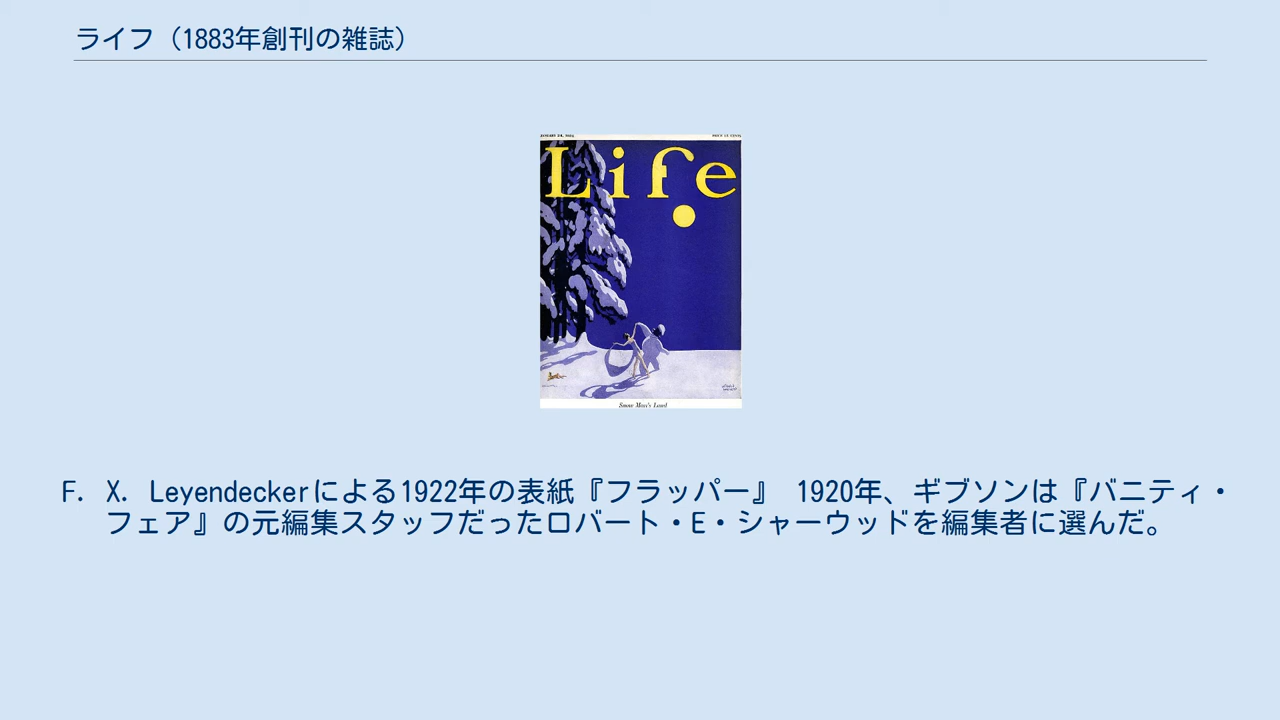 ライフ（1883年創刊の雑誌）
Life
Snow Man's Land
F. X. Leyendeckerによる1922年の表紙『フラッパー』 1920年、ギブソンは『バニティ・
フェア』の元編集スタッフだったロバート・E・シャーウッドを編集者に選んだ。